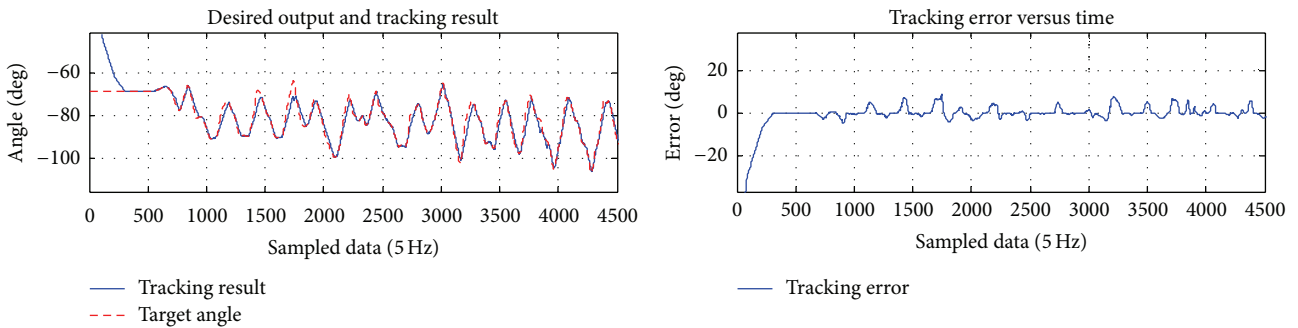 Desired output and tracking result
Angle (deg)
−60
−80
−100
0 500 1000 1500 2000 2500 3000 3500 4000 4500
Sampled data (5 Hz)
Tracking result
Target angle
Tracking error versus time
Error (deg)
20
0
−20
0 500 1000 1500 2000 2500 3000 3500 4000 4500
Sampled data (5 Hz)
Tracking error